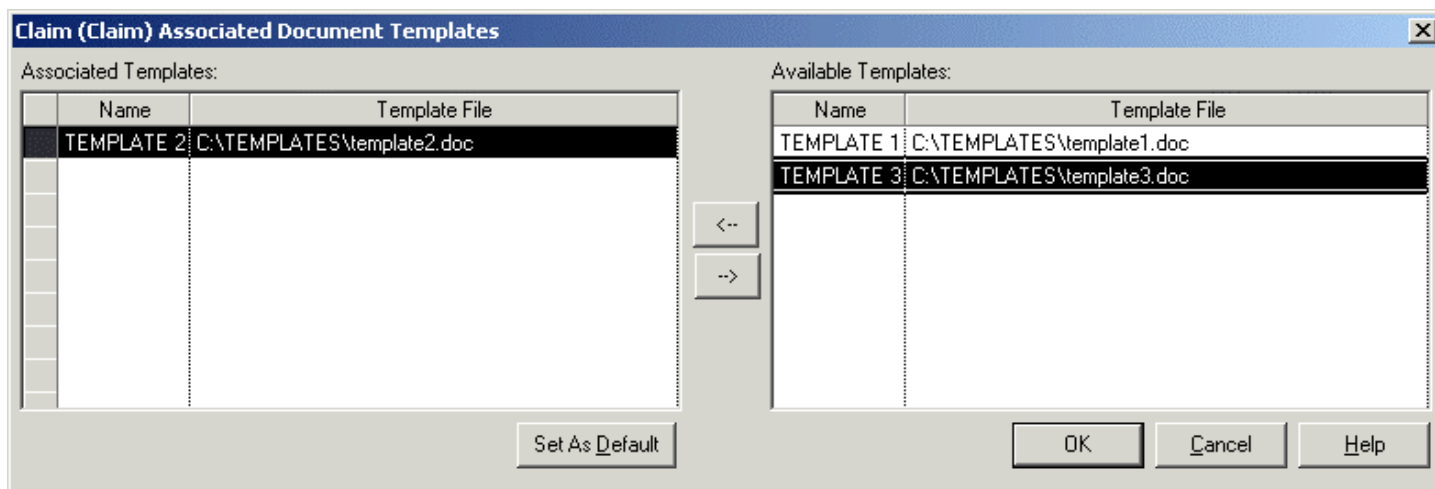 Claim (Claim) Associated Document Templates
Associated Templates:
Name Template File
TEMPLATE 2 C:\TEMPLATES\template2.doc
Set As Default
<--
-->
Available Templates:
Name Template File
TEMPLATE 1 C:\TEMPLATES\template1.doc
TEMPLATE 3 C:\TEMPLATES\template3.doc
OK Cancel Help